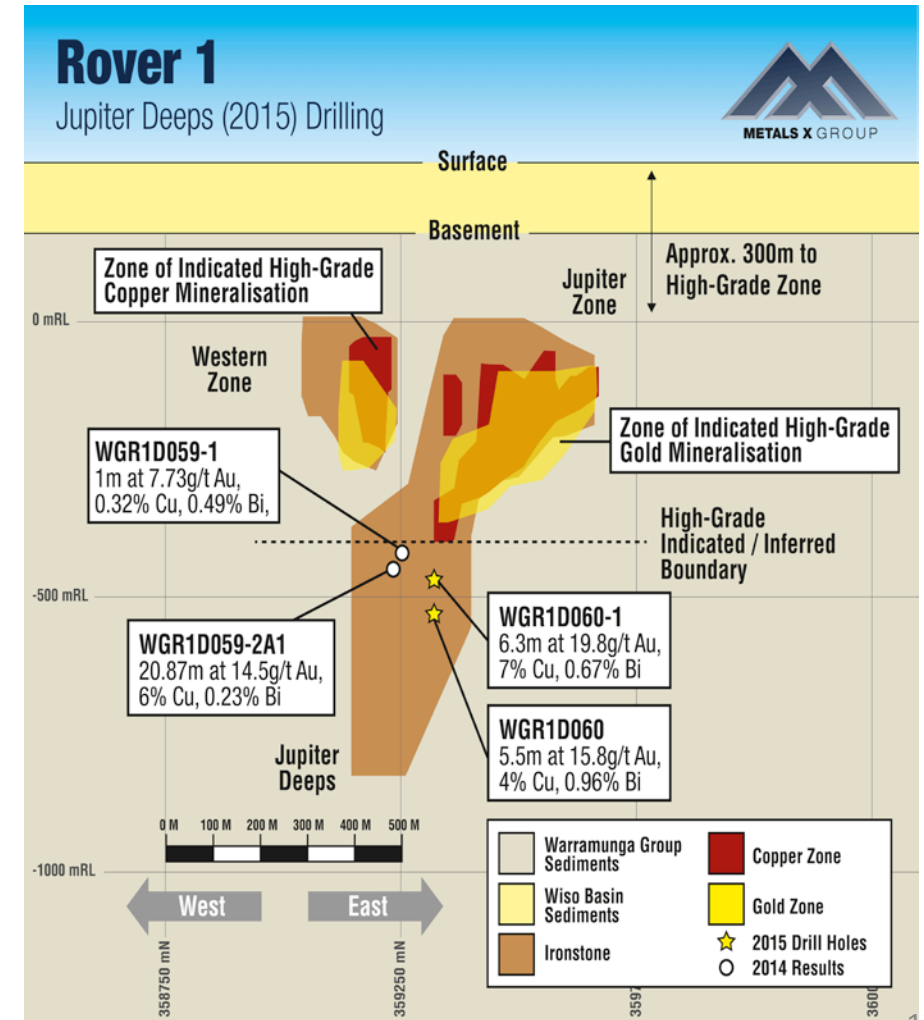 Rover 1
Jupiter Deeps (2015) Drilling
METALS X GROUP
Surface
Basement
Approx. 300m to
High-Grade Zone
Zone of Indicated High-Grade
Copper Mineralisation
Jupiter
Zone
0 mRL
Western
Zone
Zone of Indicated High-Grade
Gold Mineralisation
WGR1D059-1
1m at 7.73g/t Au,
0.32% Cu, 0.49% Bi,
High-Grade
Indicated / Inferred
Boundary
-500 mRL
WGR1D060-1
6.3m at 19.8g/t Au,
7% Cu, 0.67% Bi
WGR1D059-2A1
20.87m at 14.5g/t Au,
6% Cu, 0.23% Bi
WGR1D060
5.5m at 15.8g/t Au,
4% Cu, 0.96% Bi
Jupiter
Deeps
0 M 100 M 200 M 300 M 400 M 500 M
-1000 mRL
West East
Warramunga Group
Sediments
Wiso Basin
Sediments
Ironstone
Copper Zone
Gold Zone
2015 Drill Holes
2014 Results
358750 mN
359250 mN
3597
3600